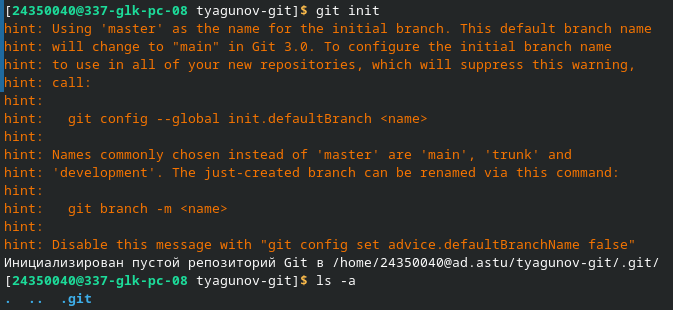 [24350040@337-glk-pc-08 tyagunov-git]$ git init
hint: Using 'master' as the name for the initial branch. This default branch name
hint: will change to "main" in Git 3.0. To configure the initial branch name
hint: to use in all of your new repositories, which will suppress this warning,
hint: call:
hint:
hint:   git config --global init.defaultBranch <name>
hint:
hint: Names commonly chosen instead of 'master' are 'main', 'trunk' and
hint: 'development'. The just-created branch can be renamed via this command:
hint:
hint:   git branch -m <name>
hint:
hint: Disable this message with "git config set advice.defaultBranchName false"
Инициализирован пустой репозиторий Git в /home/24350040@ad.astu/tyagunov-git/.git/
[24350040@337-glk-pc-08 tyagunov-git]$ ls -a
.  ..  .git